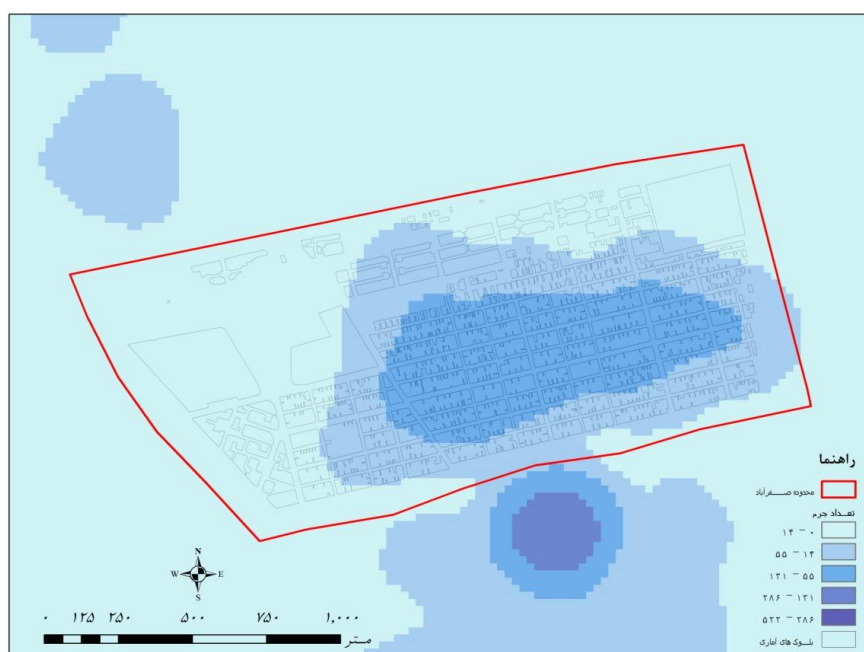 راهنما
محدوده صفرآباد
تعداد جرم
۱۴ – ۰
۵۵ – ۱۴
۱۳۱ – ۵۵
۲۸۶ – ۱۳۱
۵۲۲ – ۲۸۶
بلوک های آماری
N
W E
S
۰ ۱۲۵ ۲۵۰ ۵۰۰ ۷۵۰ ۱,۰۰۰
متر